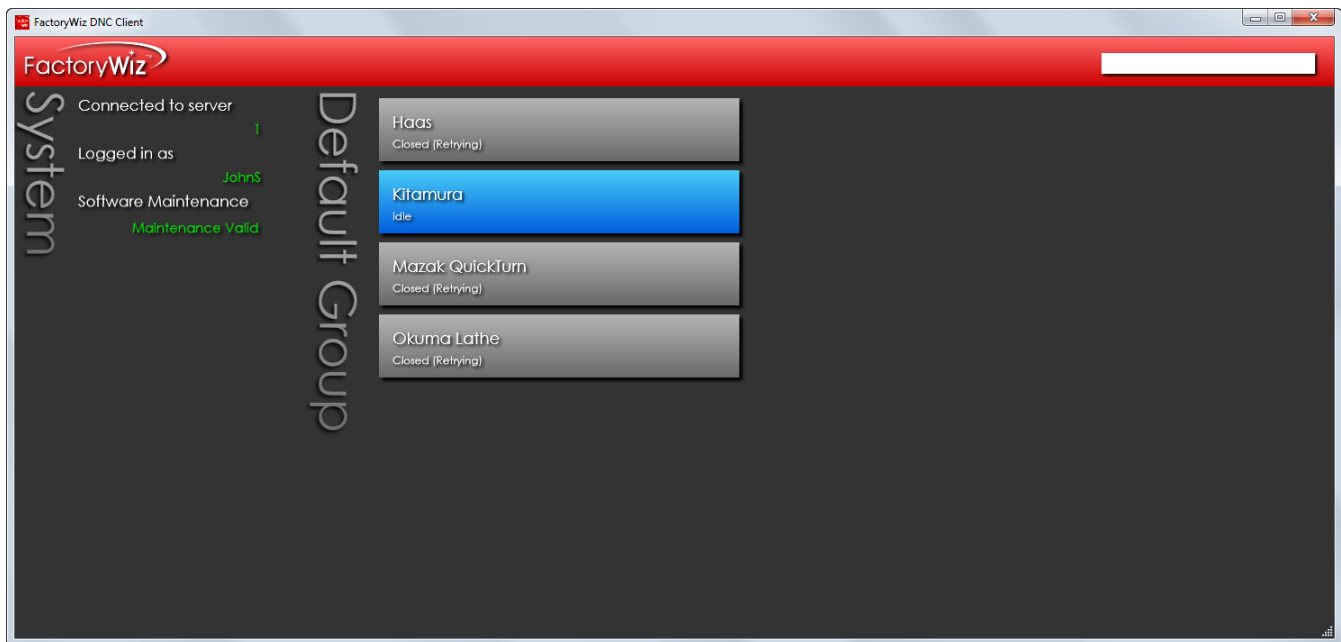 FactoryWiz DNC Client
FactoryWiz™
System
Connected to server
1
Logged in as
JohnS
Software Maintenance
Maintenance Valid
Default Group
Haas
Closed (Retrying)
Kitamura
Idle
Mazak QuickTurn
Closed (Retrying)
Okuma Lathe
Closed (Retrying)